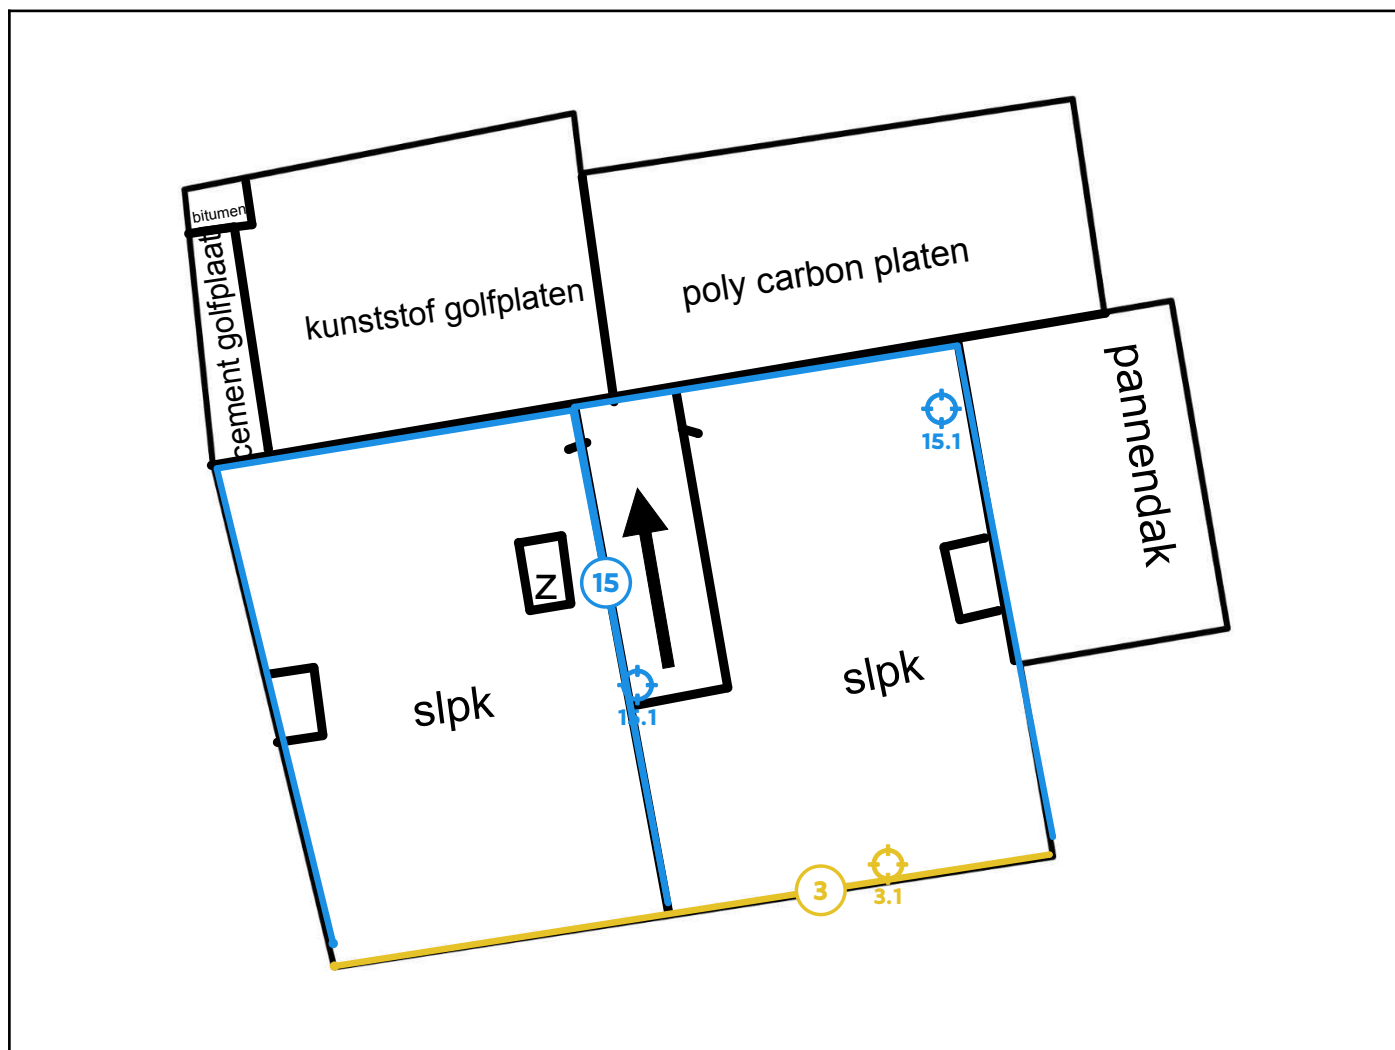 bitumen
cement golfplaat
kunststof golfplaten
poly carbon platen
pannendak
15.1
z
15
slpk
slpk
3
3.1